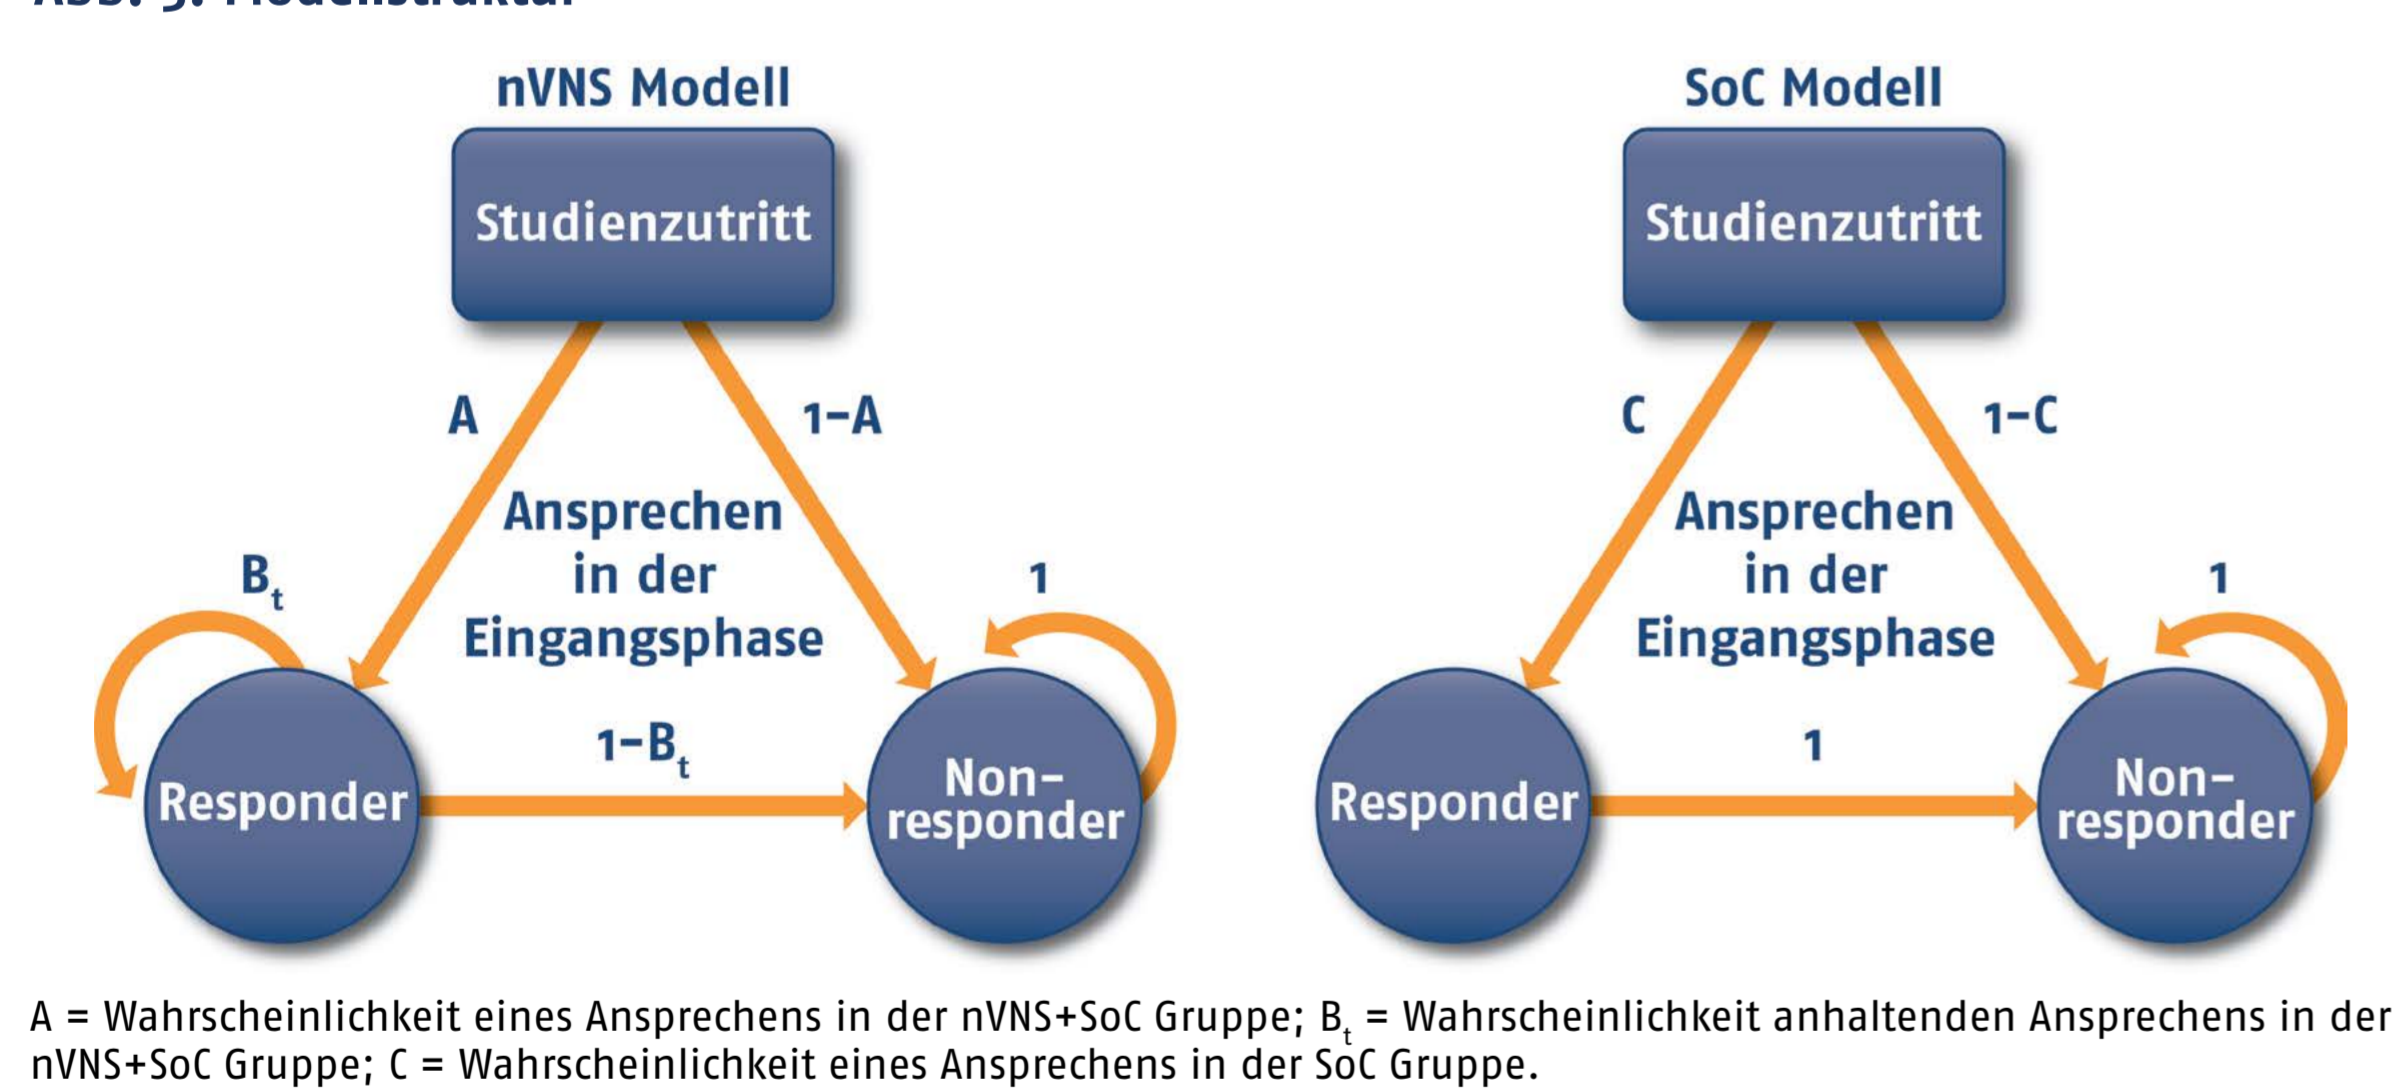 nVNS Modell
Studienzutritt
A
1–A
Ansprechen
in der
Eingangsphase
Bt
1
1–Bt
Responder
Non-
responder
SoC Modell
Studienzutritt
C
1–C
Ansprechen
in der
Eingangsphase
1
1
Responder
Non-
responder
A = Wahrscheinlichkeit eines Ansprechens in der nVNS+SoC Gruppe; Bt = Wahrscheinlichkeit anhaltenden Ansprechens in der
nVNS+SoC Gruppe; C = Wahrscheinlichkeit eines Ansprechens in der SoC Gruppe.